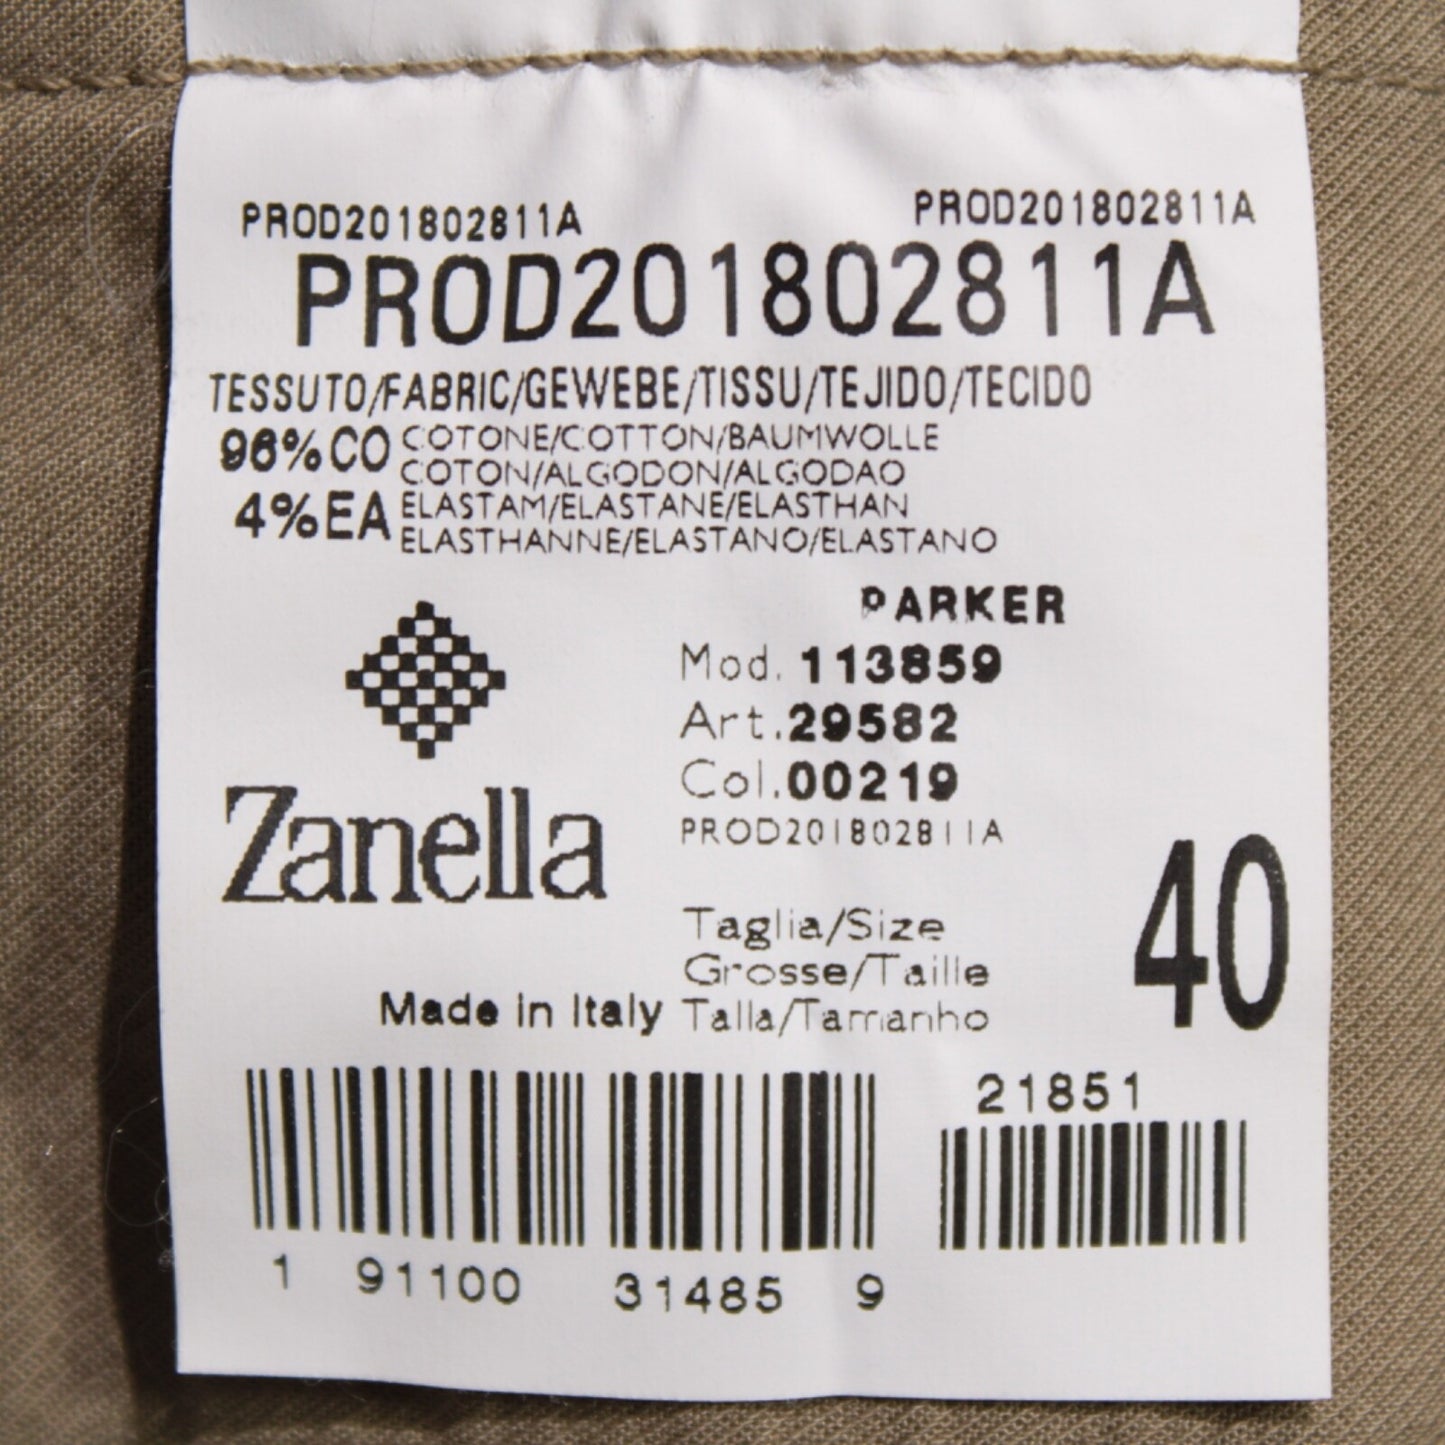 PROD201802811A PROD201802811A
PROD201802811A
TESSUTO/FABRIC/GEWEBE/TISSU/TEJIDO/TECIDO
96%CO COTONE/COTTON/BAUMWOLLE
COTON/ALGODON/ALGODAO
4%EA ELASTAM/ELASTANE/ELASTHAN
ELASTHANNE/ELASTANO/ELASTANO
PARKER
Mod. 113859
Art. 29582
Col. 00219
PROD201802811A
Zanella
40
Taglia/Size
Grosse/Taille
Made in Italy Talla/Tamanho
21851
1 91100 31485 9